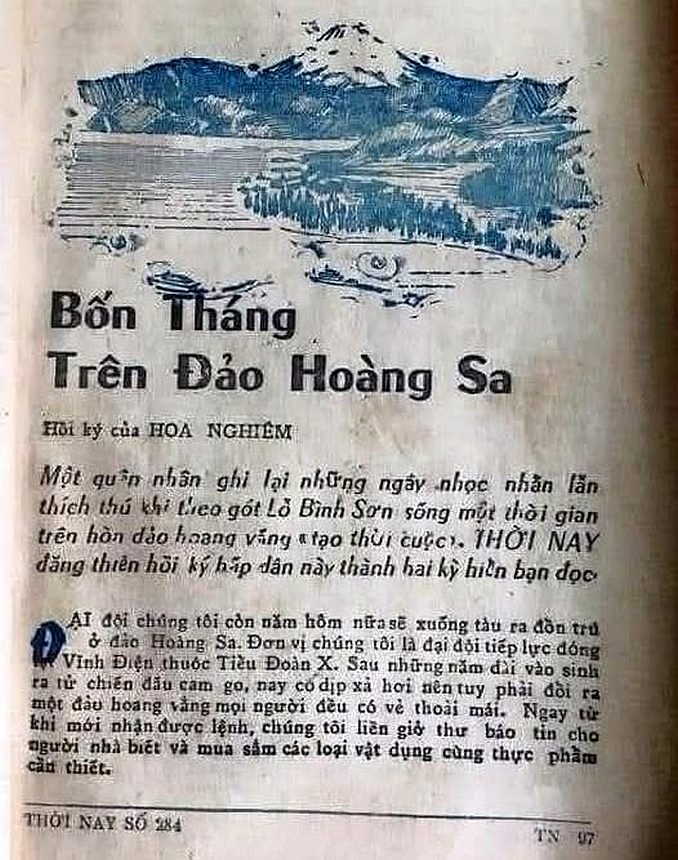 Bốn Tháng
Trên Đảo Hoàng Sa
Hồi ký của HOA NGHIÊM
Một quân nhân ghi lại những ngày nhọc nhằn lẫn
thích thú khi theo gót Lỗ Bình Sơn sống một thời gian
trên hòn đảo hoang vắng «tạo thời cuộc». THỜI NAY
đăng thiên hồi ký hấp dẫn này thành hai kỳ hiến bạn đọc.
ĐẠI đội chúng tôi còn năm hôm nữa sẽ xuống tàu ra đồn trú
ở đảo Hoàng Sa. Đơn vị chúng tôi là đại đội tiếp lực đóng
Vĩnh Điện thuộc Tiểu Đoàn X. Sau những năm dài vào sinh
ra tử chiến đấu cam go, nay có dịp xả hơi nên tuy phải đổi ra
một đảo hoang vắng mọi người đều có vẻ thoải mái. Ngay từ
khi mới nhận được lệnh, chúng tôi liền giở thư báo tin cho
người nhà biết và mua sắm các loại vật dụng cùng thực phẩm
cần thiết.
THỜI NAY SỐ 284
TN 97